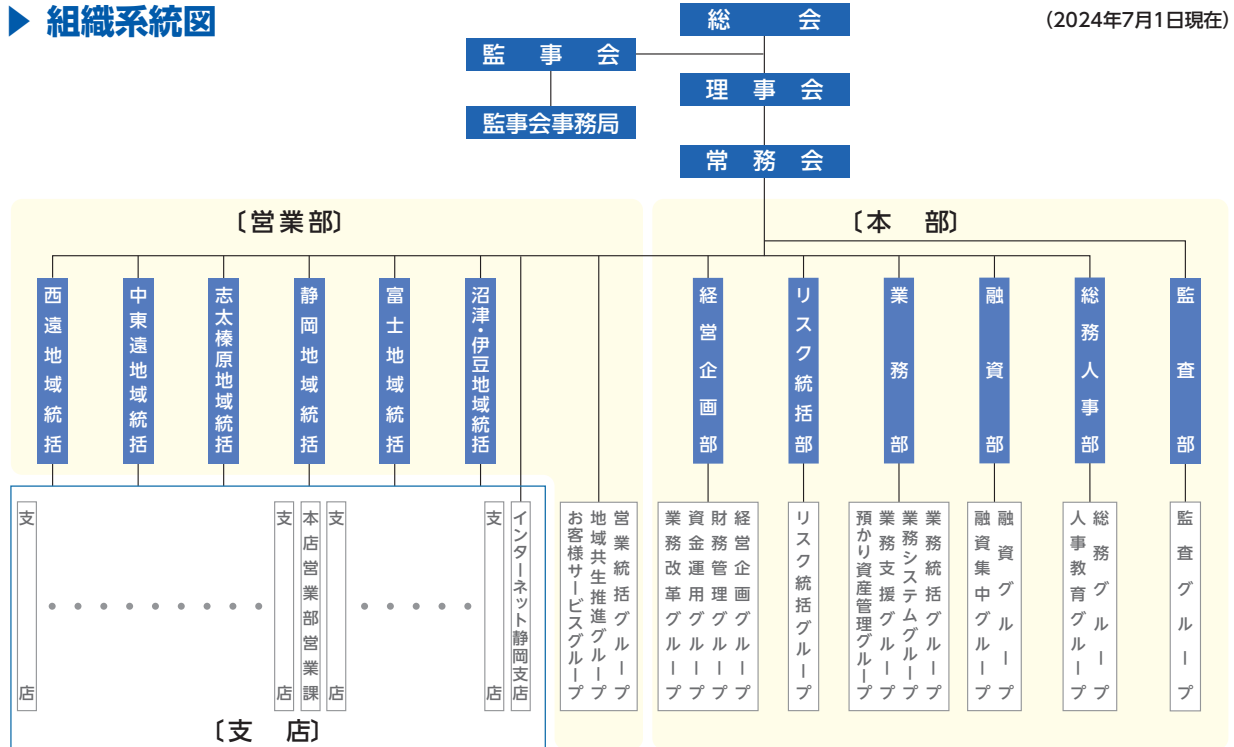 ▶ 組織系統図
(2024年7月1日現在)
総会
監事会
理事会
監事会事務局
常務会
〔営業部〕
〔本部〕
西遠地域統括
中東遠地域統括
志太榛原地域統括
静岡地域統括
富士地域統括
沼津・伊豆地域統括
経営企画部
リスク統括部
業務部
融資部
総務人事部
監査部
支店
支店
本店営業部営業課
支店
支店
インターネット静岡支店
営業統括グループ
地域共生推進グループ
お客様サービスグループ
経営企画グループ
財務管理グループ
資金運用グループ
業務改革グループ
リスク統括グループ
業務統括グループ
業務システムグループ
業務支援グループ
預かり資産管理グループ
融資グループ
融資集中グループ
総務グループ
人事教育グループ
監査グループ
〔支店〕